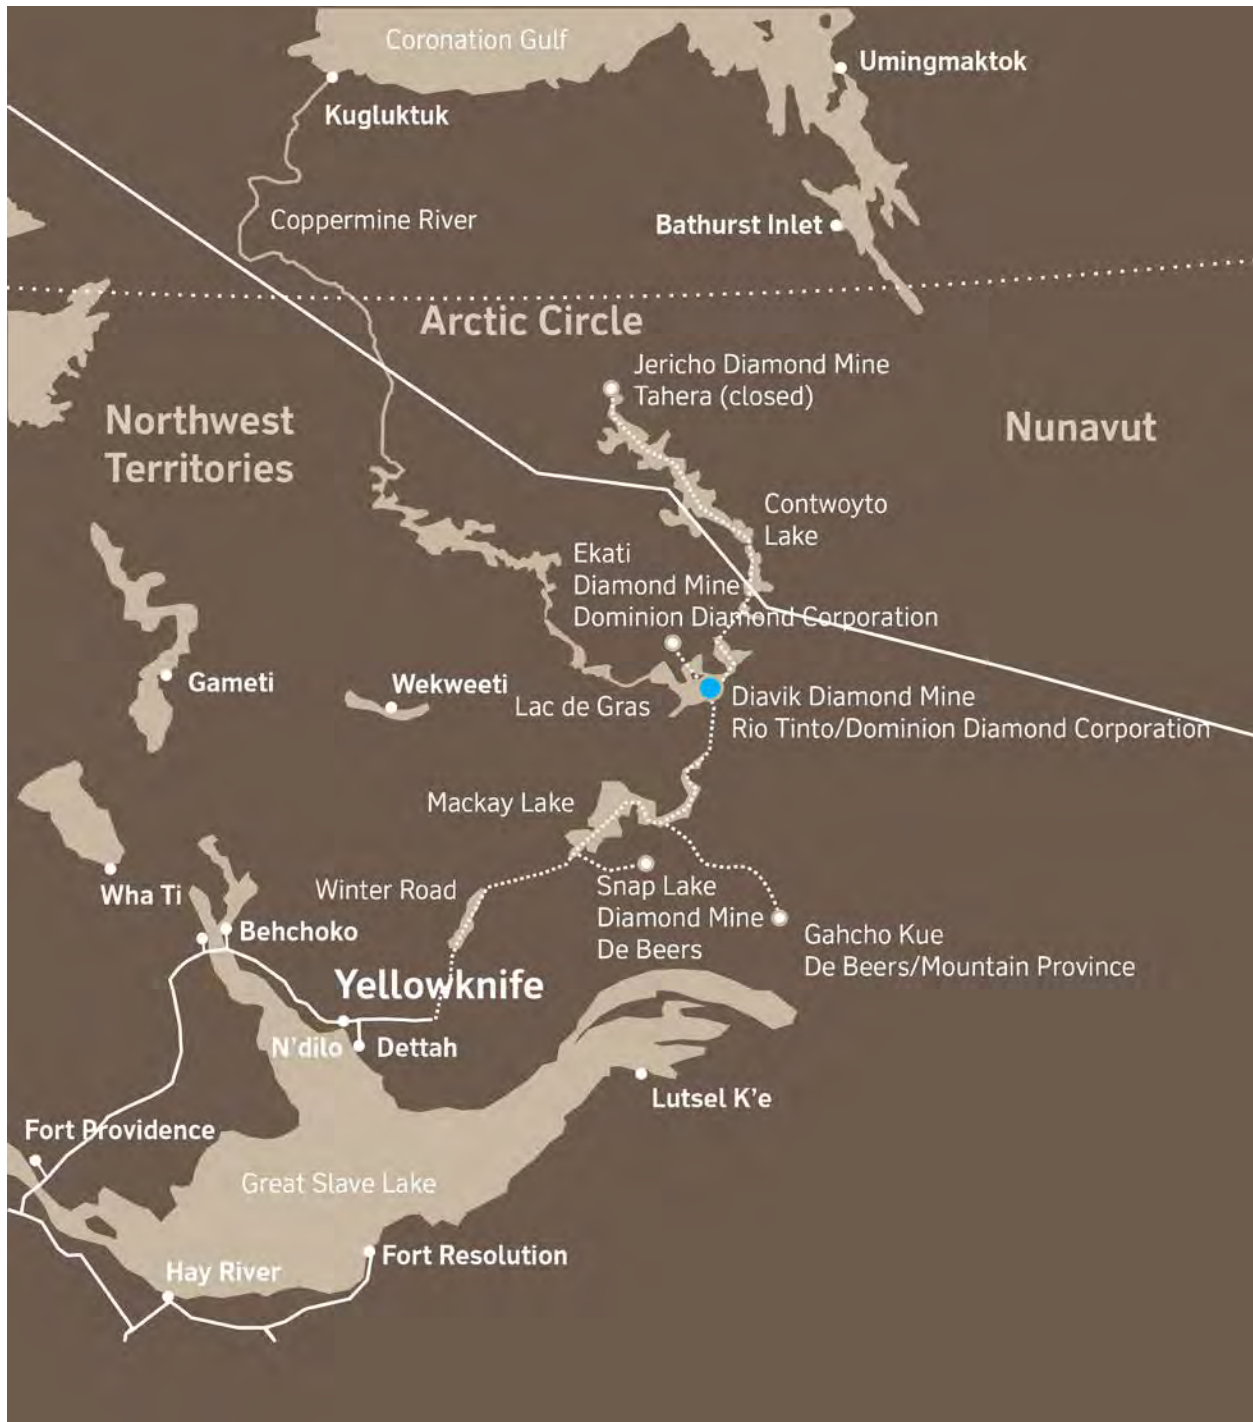 Coronation Gulf
Umingmaktok
Kugluktuk
Coppermine River
Bathurst Inlet
Arctic Circle
Jericho Diamond Mine
Tahera (closed)
Northwest
Territories
Nunavut
Contwoyto
Lake
Ekati
Diamond Mine
Dominion Diamond Corporation
Gameti
Wekweeti
Lac de Gras
Diavik Diamond Mine
Rio Tinto/Dominion Diamond Corporation
Mackay Lake
Wha Ti
Winter Road
Snap Lake
Diamond Mine
De Beers
Behchoko
Gahcho Kue
De Beers/Mountain Province
Yellowknife
N'dilo
Dettah
Lutsel K'e
Fort Providence
Great Slave Lake
Fort Resolution
Hay River